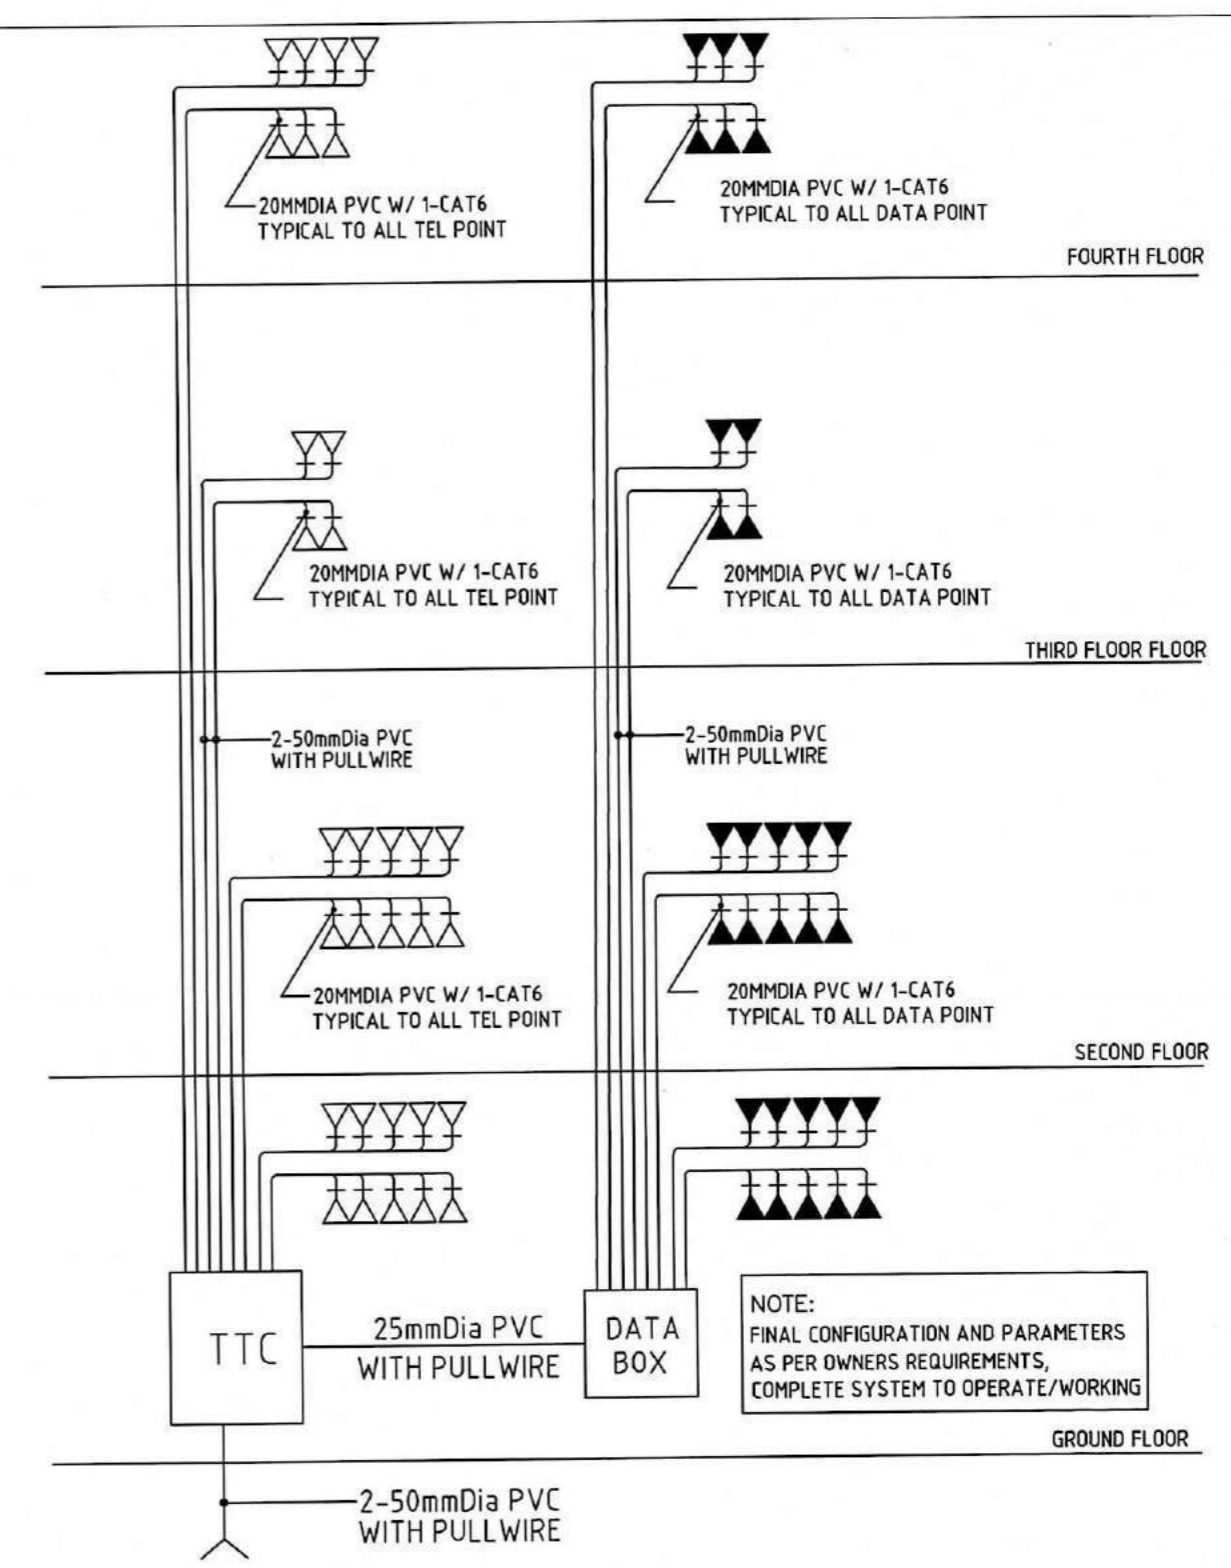 20MMDIA PVC W/ 1-CAT6
TYPICAL TO ALL TEL POINT
20MMDIA PVC W/ 1-CAT6
TYPICAL TO ALL DATA POINT
FOURTH FLOOR
20MMDIA PVC W/ 1-CAT6
TYPICAL TO ALL TEL POINT
20MMDIA PVC W/ 1-CAT6
TYPICAL TO ALL DATA POINT
THIRD FLOOR FLOOR
2-50mmDia PVC
WITH PULLWIRE
2-50mmDia PVC
WITH PULLWIRE
20MMDIA PVC W/ 1-CAT6
TYPICAL TO ALL TEL POINT
20MMDIA PVC W/ 1-CAT6
TYPICAL TO ALL DATA POINT
SECOND FLOOR
TTC
25mmDia PVC
WITH PULLWIRE
DATA
BOX
NOTE:
FINAL CONFIGURATION AND PARAMETERS
AS PER OWNERS REQUIREMENTS,
COMPLETE SYSTEM TO OPERATE/WORKING
GROUND FLOOR
2-50mmDia PVC
WITH PULLWIRE